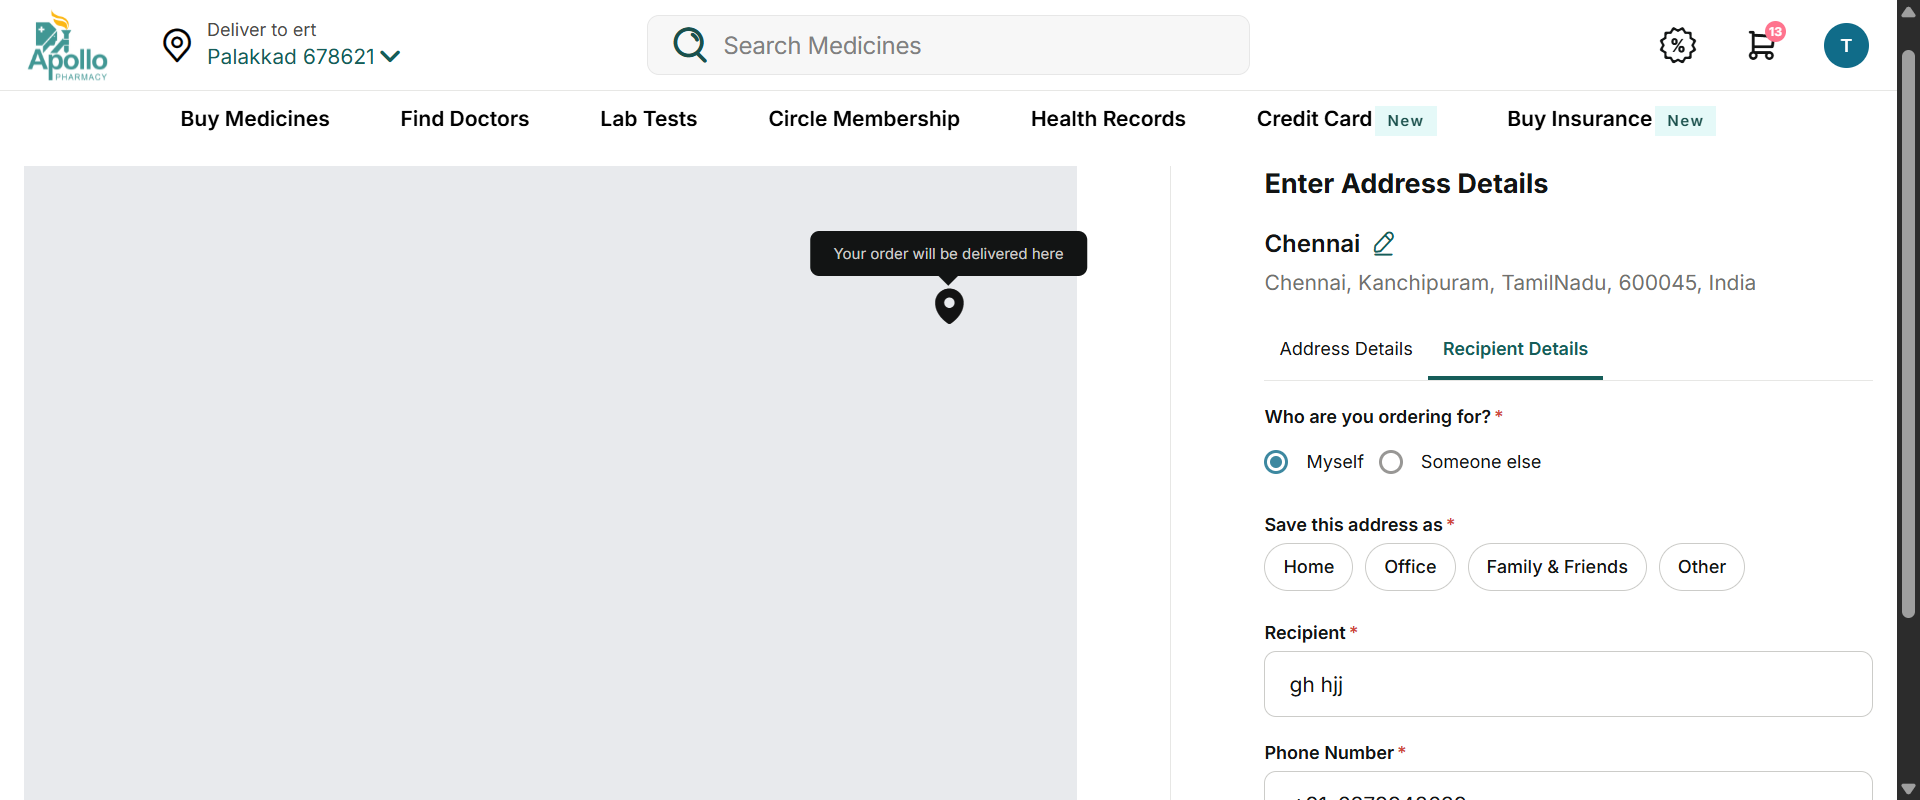 Apollo
PHARMACY
Deliver to ert
Palakkad 678621
Search Medicines
13
T
Buy Medicines
Find Doctors
Lab Tests
Circle Membership
Health Records
Credit Card New
Buy Insurance New
Your order will be delivered here
Enter Address Details
Chennai
Chennai, Kanchipuram, TamilNadu, 600045, India
Address Details
Recipient Details
Who are you ordering for? *
Myself
Someone else
Save this address as *
Home
Office
Family & Friends
Other
Recipient *
gh hjj
Phone Number *